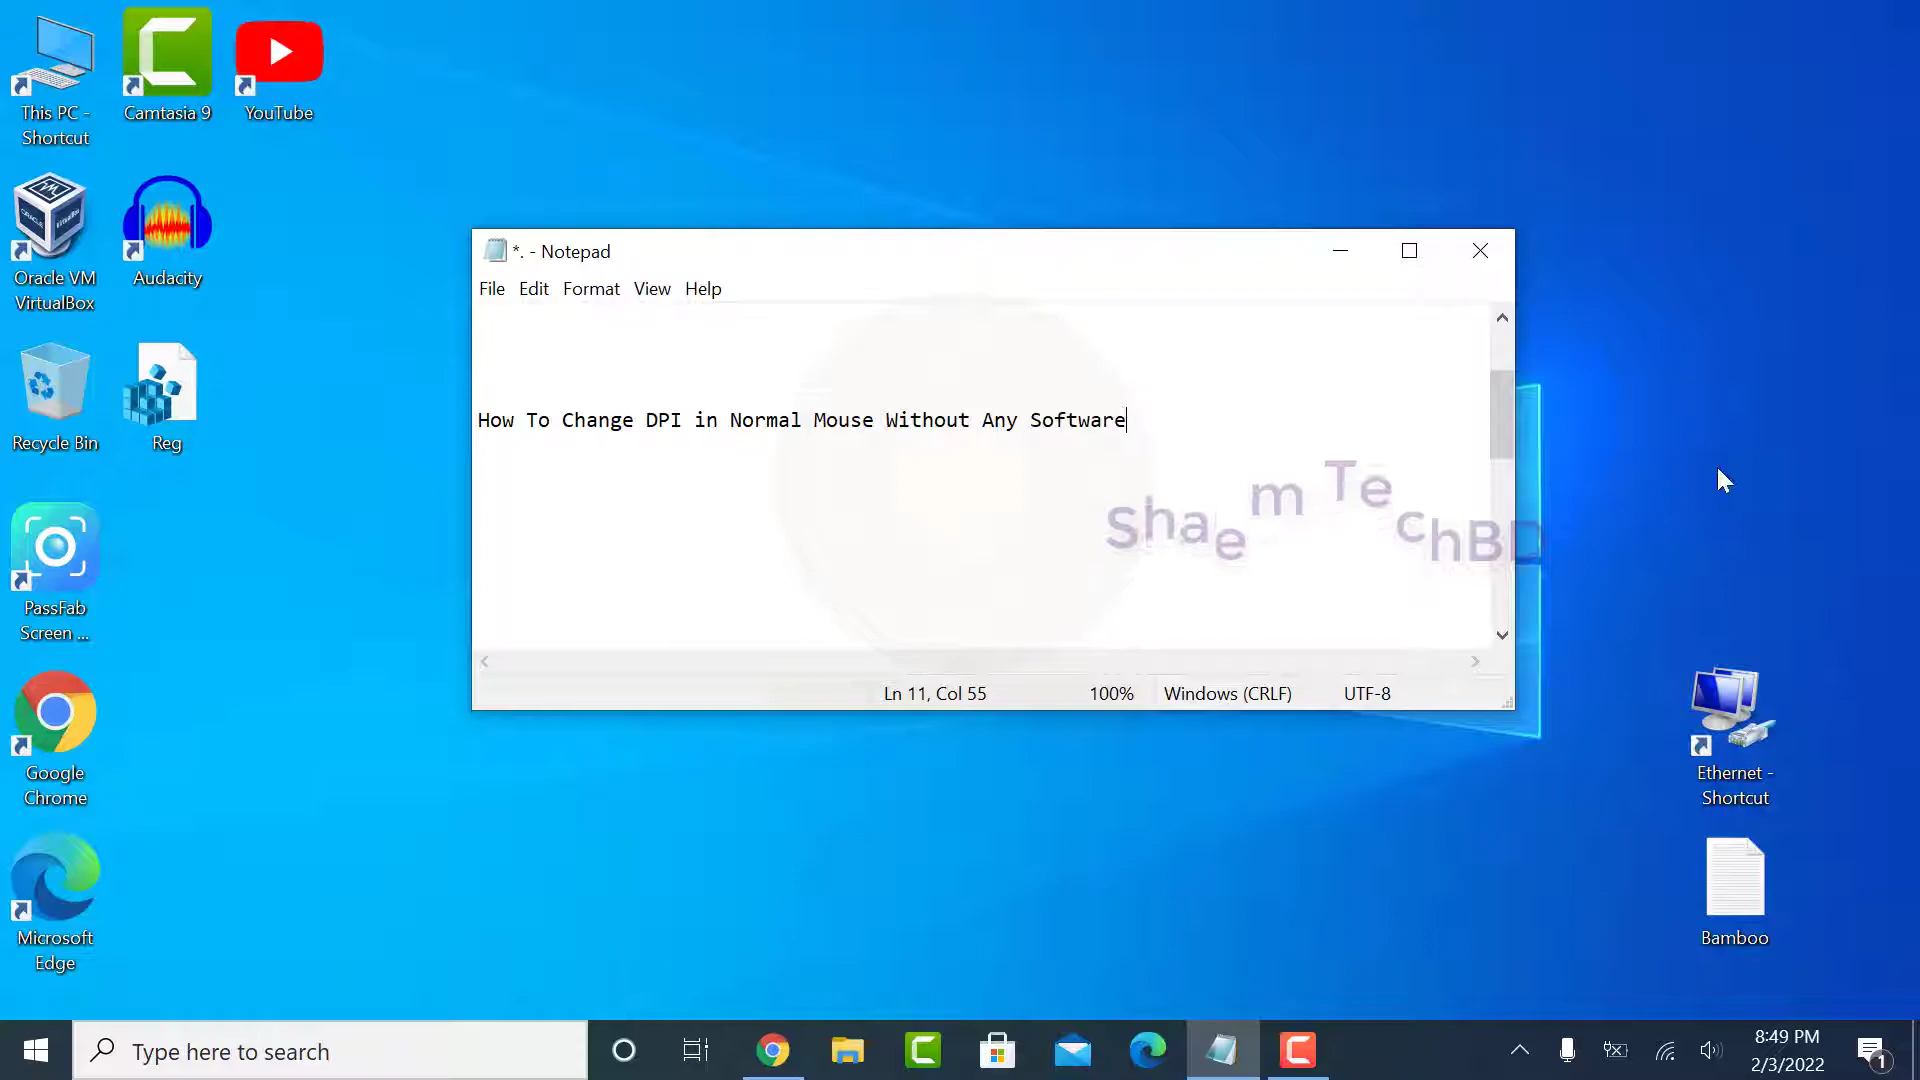 This PC -
Shortcut
Camtasia 9
YouTube
Oracle VM
VirtualBox
Audacity
Recycle Bin
Reg
PassFab
Screen ...
Google
Chrome
Microsoft
Edge
*. - Notepad
File Edit Format View Help
How To Change DPI in Normal Mouse Without Any Software
Shaem TechBD
Ln 11, Col 55 100% Windows (CRLF) UTF-8
Ethernet -
Shortcut
Bamboo
Type here to search
8:49 PM
2/3/2022
1